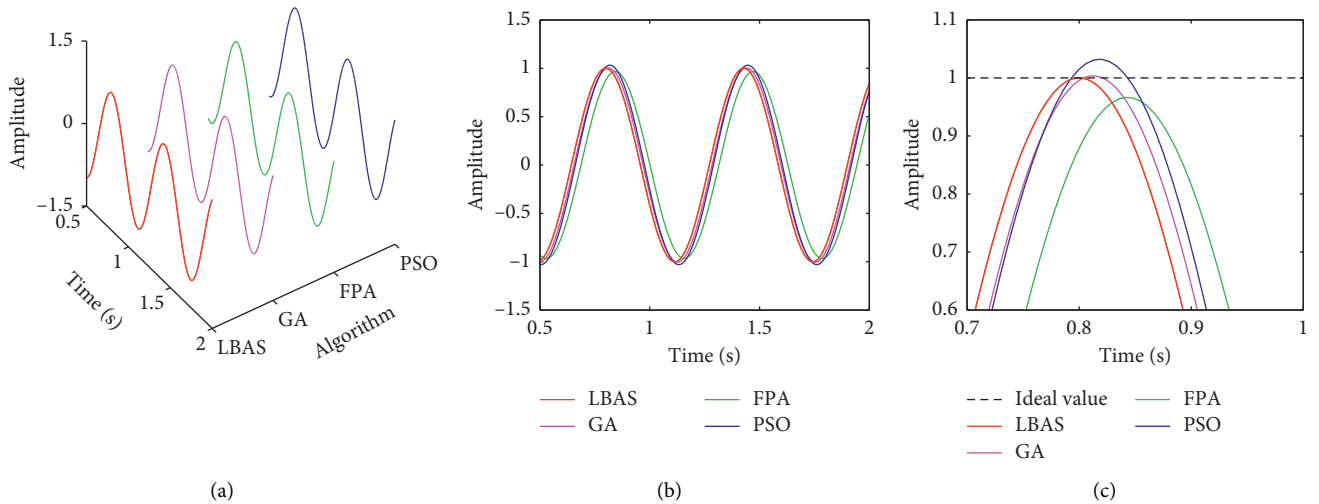 1.5
0
−1.5
Amplitude
0.5
1
1.5
2
Time (s)
LBAS
GA
FPA
PSO
Algorithm
(a)
1.5
1
0.5
0
−0.5
−1
−1.5
Amplitude
0.5
1
1.5
2
Time (s)
LBAS
GA
FPA
PSO
(b)
1.1
1
0.9
0.8
0.7
0.6
Amplitude
0.7
0.8
0.9
1
Time (s)
Ideal value
LBAS
GA
FPA
PSO
(c)